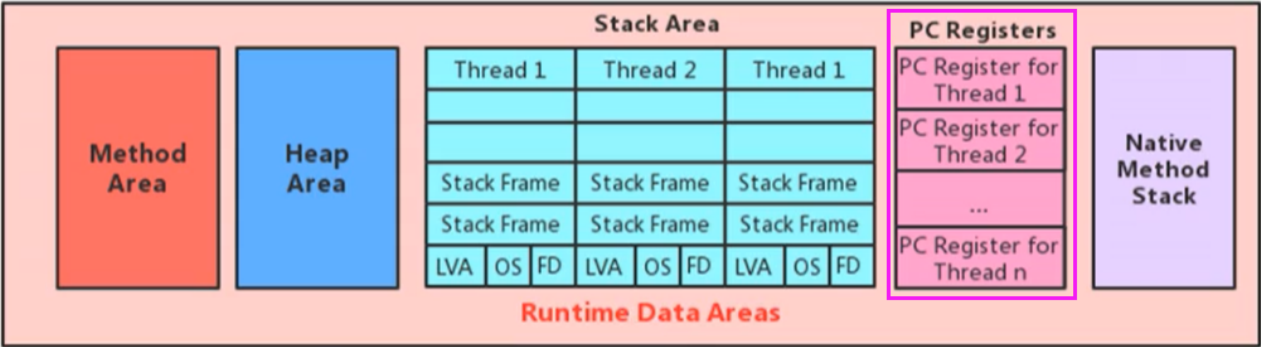 Stack Area
PC Registers
Method
Area
Heap
Area
Thread 1
Thread 2
Thread 1
Stack Frame
Stack Frame
Stack Frame
Stack Frame
Stack Frame
Stack Frame
LVA
OS
FD
LVA
OS
FD
LVA
OS
FD
PC Register for
Thread 1
PC Register for
Thread 2
...
PC Register for
Thread n
Native
Method
Stack
Runtime Data Areas